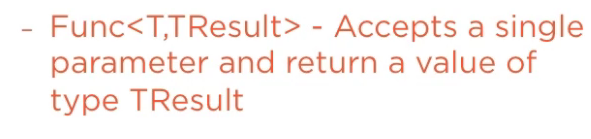 - Func<T,TResult> - Accepts a single
parameter and return a value of
type TResult